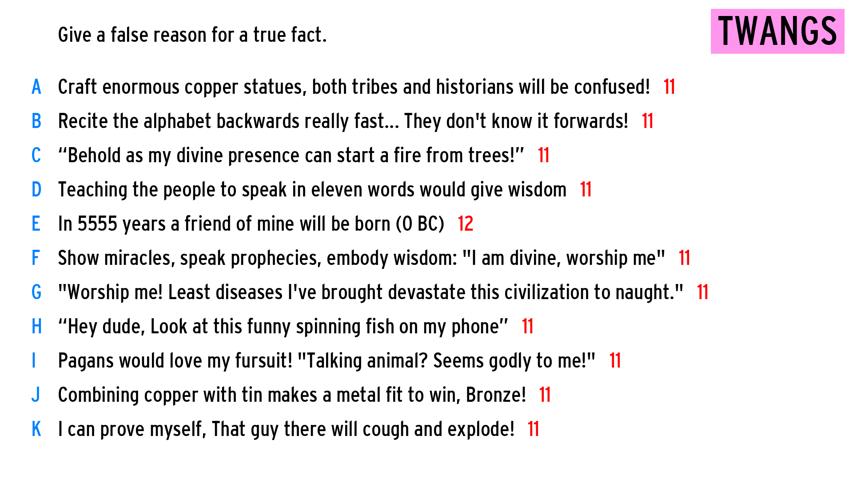 Give a false reason for a true fact.
TWANGS
A Craft enormous copper statues, both tribes and historians will be confused! 11
B Recite the alphabet backwards really fast... They don't know it forwards! 11
C “Behold as my divine presence can start a fire from trees!” 11
D Teaching the people to speak in eleven words would give wisdom 11
E In 5555 years a friend of mine will be born (0 BC) 12
F Show miracles, speak prophecies, embody wisdom: "I am divine, worship me" 11
G "Worship me! Least diseases I've brought devastate this civilization to naught." 11
H “Hey dude, Look at this funny spinning fish on my phone” 11
I Pagans would love my fursuit! "Talking animal? Seems godly to me!" 11
J Combining copper with tin makes a metal fit to win, Bronze! 11
K I can prove myself, That guy there will cough and explode! 11